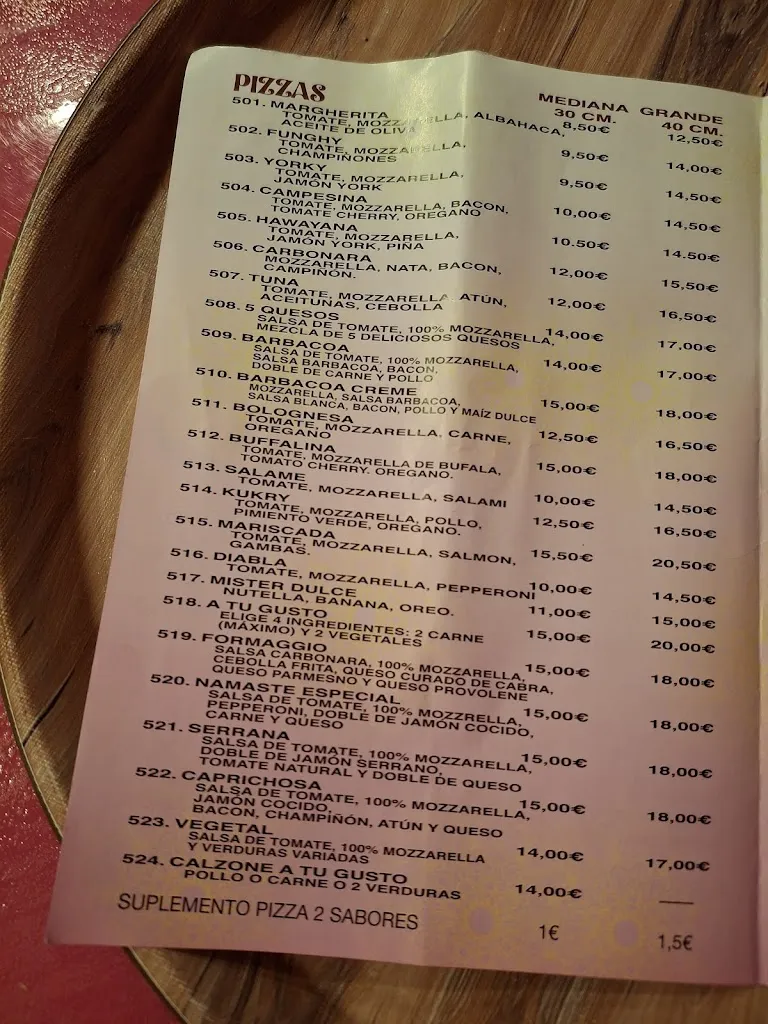 PIZZAS
MEDIANA GRANDE
30 CM. 40 CM.
501. MARGHERITA 8,50€ 12,50€
TOMATE, MOZZARELLA, ALBAHACA,
ACEITE DE OLIVA
502. FUNGHY 9,50€ 14,00€
TOMATE, MOZZARELLA,
CHAMPIÑONES
503. YORKY 9,50€ 14,50€
TOMATE, MOZZARELLA,
JAMÓN YORK
504. CAMPESINA 10,00€ 14,50€
TOMATE, MOZZARELLA, BACON,
TOMATE CHERRY, OREGANO
505. HAWAYANA 10.50€ 14.50€
TOMATE, MOZZARELLA,
JAMÓN YORK, PIÑA
506. CARBONARA 12,00€ 15,50€
MOZZARELLA, NATA, BACON,
CAMPIÑON.
507. TUNA 12,00€ 16,50€
TOMATE, MOZZARELLA, ATÚN,
ACEITUNAS, CEBOLLA
508. 5 QUESOS 14,00€ 17,00€
SALSA DE TOMATE, 100% MOZZARELLA,
MEZCLA DE 5 DELICIOSOS QUESOS
509. BARBACOA 14,00€ 17,00€
SALSA DE TOMATE, 100% MOZZARELLA,
SALSA BARBACOA, BACON,
DOBLE DE CARNE Y POLLO
510. BARBACOA CREME 15,00€ 18,00€
MOZZARELLA, SALSA BARBACOA,
SALSA BLANCA, BACON, POLLO Y MAÍZ DULCE
511. BOLOGNESA 12,50€ 16,50€
TOMATE, MOZZARELLA, CARNE,
OREGANO
512. BUFFALINA 15,00€ 18,00€
TOMATE, MOZZARELLA DE BUFALA,
TOMATO CHERRY. OREGANO.
513. SALAME 10,00€ 14,50€
TOMATE, MOZZARELLA, SALAMI
514. KUKRY 12,50€ 16,50€
TOMATE, MOZZARELLA, POLLO,
PIMIENTO VERDE, OREGANO.
515. MARISCADA 15,50€ 20,50€
TOMATE, MOZZARELLA, SALMON,
GAMBAS.
516. DIABLA 10,00€ 14,50€
TOMATE, MOZZARELLA, PEPPERONI
517. MISTER DULCE 11,00€ 15,00€
NUTELLA, BANANA, OREO.
518. A TU GUSTO 15,00€ 20,00€
ELIGE 4 INGREDIENTES: 2 CARNE
(MÁXIMO) Y 2 VEGETALES
519. FORMAGGIO 15,00€ 18,00€
SALSA CARBONARA, 100% MOZZARELLA,
CEBOLLA FRITA, QUESO CURADO DE CABRA,
QUESO PARMESNO Y QUESO PROVOLENE
520. NAMASTE ESPECIAL 15,00€ 18,00€
SALSA DE TOMATE, 100% MOZZRELLA,
PEPPERONI, DOBLE DE JAMÓN COCIDO,
CARNE Y QUESO
521. SERRANA 15,00€ 18,00€
SALSA DE TOMATE, 100% MOZZARELLA,
DOBLE DE JAMÓN SERRANO,
TOMATE NATURAL Y DOBLE DE QUESO
522. CAPRICHOSA 15,00€ 18,00€
SALSA DE TOMATE, 100% MOZZARELLA,
JAMÓN COCIDO,
BACON, CHAMPIÑÓN, ATÚN Y QUESO
523. VEGETAL 14,00€ 17,00€
SALSA DE TOMATE, 100% MOZZARELLA
Y VERDURAS VARIADAS
524. CALZONE A TU GUSTO 14,00€ —
POLLO O CARNE O 2 VERDURAS
SUPLEMENTO PIZZA 2 SABORES 1€ 1,5€